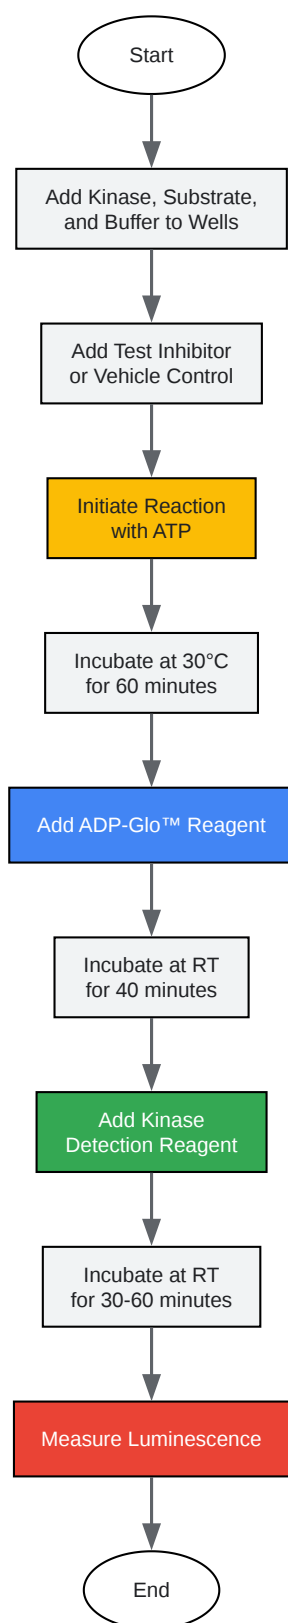 Start
Add Kinase, Substrate,
and Buffer to Wells
Add Test Inhibitor
or Vehicle Control
Initiate Reaction
with ATP
Incubate at 30°C
for 60 minutes
Add ADP-Glo™ Reagent
Incubate at RT
for 40 minutes
Add Kinase
Detection Reagent
Incubate at RT
for 30-60 minutes
Measure Luminescence
End